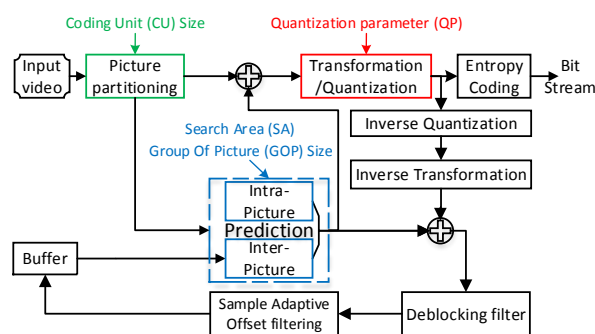 Coding Unit (CU) Size
Quantization parameter (QP)
Input
video
Picture
partitioning
Transformation
/Quantization
Entropy
Coding
Bit
Stream
Inverse Quantization
Search Area (SA)
Group Of Picture (GOP) Size
Inverse Transformation
Intra-
Picture
Prediction
Inter-
Picture
Buffer
Sample Adaptive
Offset filtering
Deblocking filter